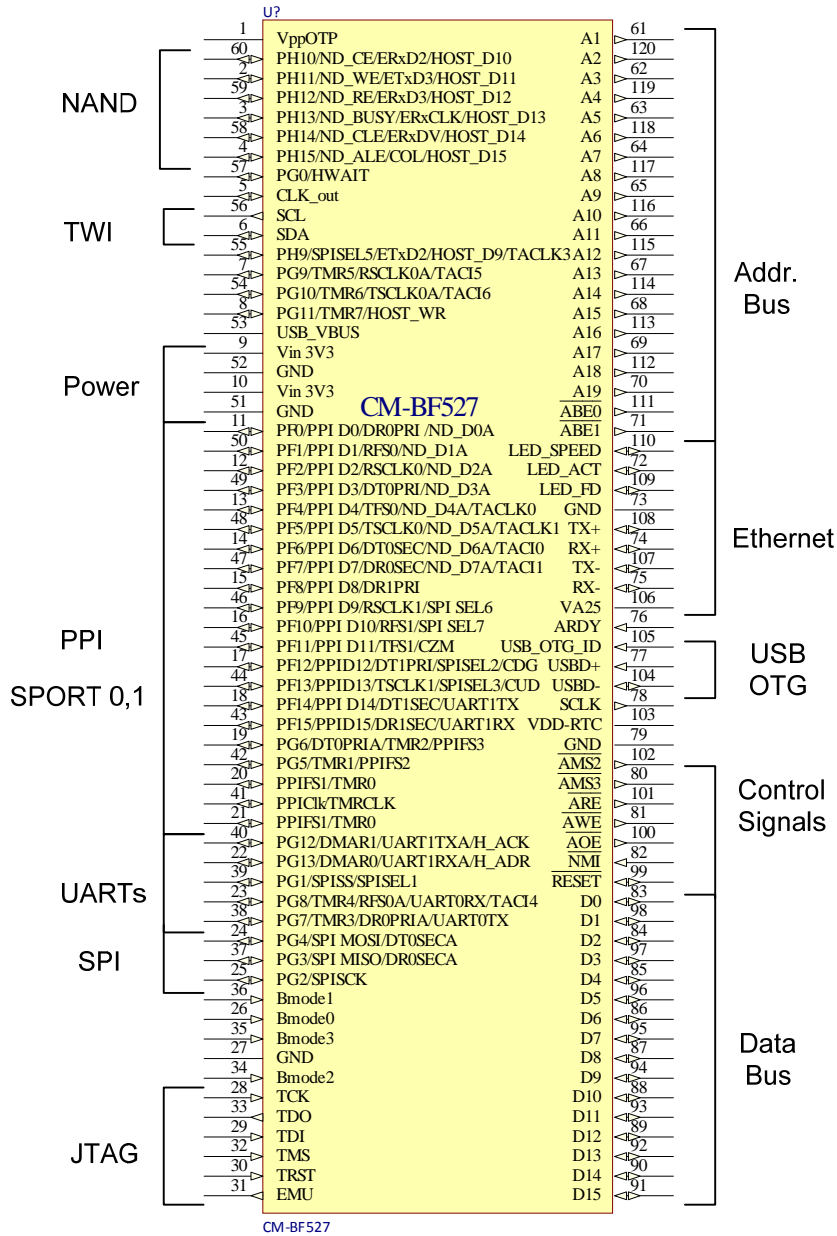 U?
1 VppOTP A1 61
60 PH10/ND_CE/ERxD2/HOST_D10 A2 120
2 PH11/ND_WE/ETxD3/HOST_D11 A3 62
59 PH12/ND_RE/ERxD3/HOST_D12 A4 119
NAND
3 PH13/ND_BUSY/ERxCLK/HOST_D13 A5 63
58 PH14/ND_CLE/ERxDV/HOST_D14 A6 118
4 PH15/ND_ALE/COL/HOST_D15 A7 64
57 PG0/HWAIT A8 117
5 CLK_out A9 65
56 SCL A10 116
TWI
6 SDA A11 66
55 PH9/SPISEL5/ETxD2/HOST_D9/TACLK3 A12 115
7 PG9/TMR5/RSCLK0A/TACI5 A13 67
Addr.
Bus
54 PG10/TMR6/TSCLK0A/TACI6 A14 114
8 PG11/TMR7/HOST_WR A15 68
53 USB_VBUS A16 113
9 Vin 3V3 A17 69
52 GND A18 112
Power
10 Vin 3V3 A19 70
51 GND ABE0 111
CM-BF527
11 PF0/PPI D0/DR0PRI /ND_D0A ABE1 71
50 PF1/PPI D1/RFS0/ND_D1A LED_SPEED 110
12 PF2/PPI D2/RSCLK0/ND_D2A LED_ACT 72
49 PF3/PPI D3/DT0PRI/ND_D3A LED_FD 109
13 PF4/PPI D4/TFS0/ND_D4A/TACLK0 GND 73
48 PF5/PPI D5/TSCLK0/ND_D5A/TACLK1 TX+ 108
Ethernet
14 PF6/PPI D6/DT0SEC/ND_D6A/TACI0 RX+ 74
47 PF7/PPI D7/DR0SEC/ND_D7A/TACI1 TX- 107
15 PF8/PPI D8/DR1PRI RX- 75
46 PF9/PPI D9/RSCLK1/SPI SEL6 VA25 106
16 PF10/PPI D10/RFS1/SPI SEL7 ARDY 76
PPI
45 PF11/PPI D11/TFS1/CZM USB_OTG_ID 105
17 PF12/PPID12/DT1PRI/SPISEL2/CDG USBD+ 77
USB
OTG
44 PF13/PPID13/TSCLK1/SPISEL3/CUD USBD- 104
SPORT 0,1
18 PF14/PPI D14/DT1SEC/UART1TX SCLK 78
43 PF15/PPID15/DR1SEC/UART1RX VDD-RTC 103
19 PG6/DT0PRIA/TMR2/PPIFS3 GND 79
42 PG5/TMR1/PPIFS2 AMS2 102
20 PPIFS1/TMR0 AMS3 80
Control
Signals
41 PPIClk/TMRCLK ARE 101
21 PPIFS1/TMR0 AWE 81
40 PG12/DMAR1/UART1TXA/H_ACK AOE 100
22 PG13/DMAR0/UART1RXA/H_ADR NMI 82
39 PG1/SPISS/SPISEL1 RESET 99
UARTs
23 PG8/TMR4/RFS0A/UART0RX/TACI4 D0 83
38 PG7/TMR3/DR0PRIA/UART0TX D1 98
24 PG4/SPI MOSI/DT0SECA D2 84
SPI
37 PG3/SPI MISO/DR0SECA D3 97
25 PG2/SPISCK D4 85
36 Bmode1 D5 96
26 Bmode0 D6 86
35 Bmode3 D7 95
Data
Bus
27 GND D8 87
34 Bmode2 D9 94
28 TCK D10 88
33 TDO D11 93
29 TDI D12 89
JTAG
32 TMS D13 92
30 TRST D14 90
31 EMU D15 91
CM-BF527